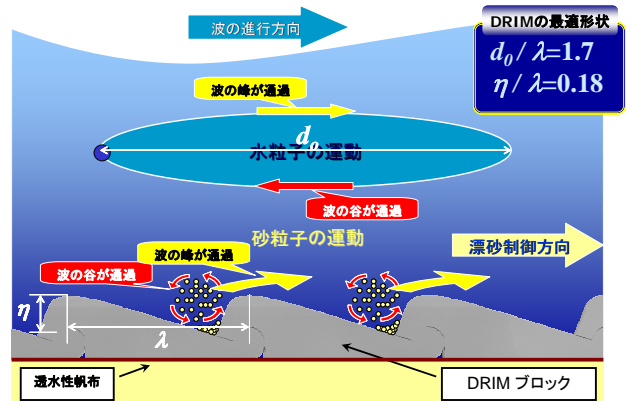 波の進行方向
DRIMの最適形状
d₀/λ=1.7
η/λ=0.18
波の峰が通過
d₀
水粒子の運動
波の谷が通過
砂粒子の運動
漂砂制御方向
波の峰が通過
波の谷が通過
η
λ
透水性帆布
DRIM ブロック